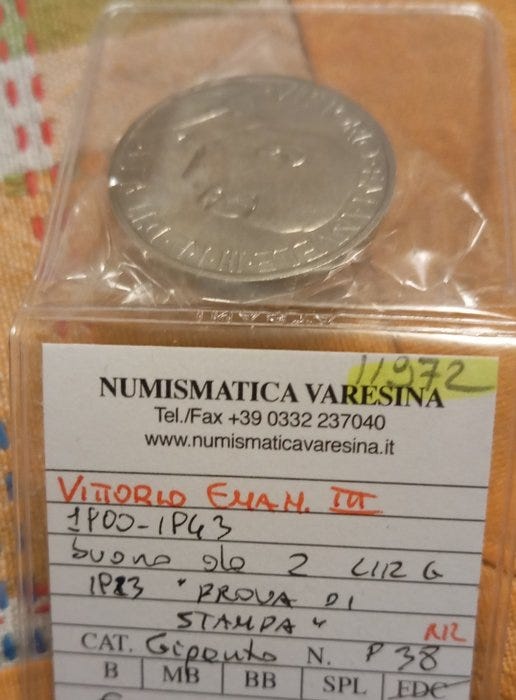 11972
NUMISMATICA VARESINA
Tel./Fax +39 0332 237040
www.numismaticavaresina.it
VITTORIO EMAN. III
1900-1943
buono da 2 LIRE
1923 "PROVA DI
STAMPA"
RR
CAT. Gigante N. P38
B MB BB SPL FDC